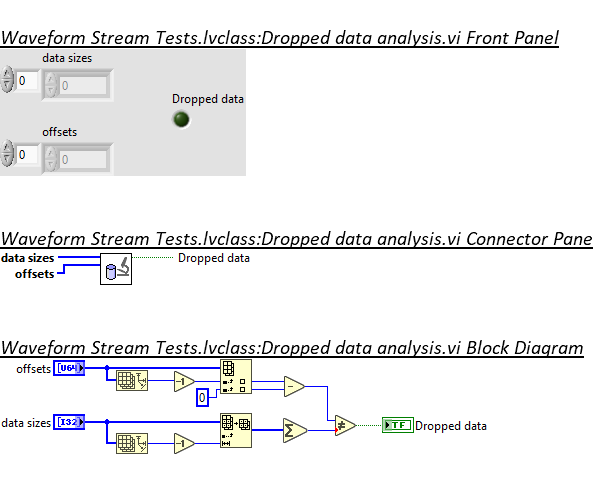 Waveform Stream Tests.lvclass:Dropped data analysis.vi Front Panel
data sizes
0
0
Dropped data
offsets
0
0
Waveform Stream Tests.lvclass:Dropped data analysis.vi Connector Pane
data sizes
Dropped data
offsets
Waveform Stream Tests.lvclass:Dropped data analysis.vi Block Diagram
offsets [U64]
-1
0
data sizes [I32]
-1
Σ
≠
TF Dropped data